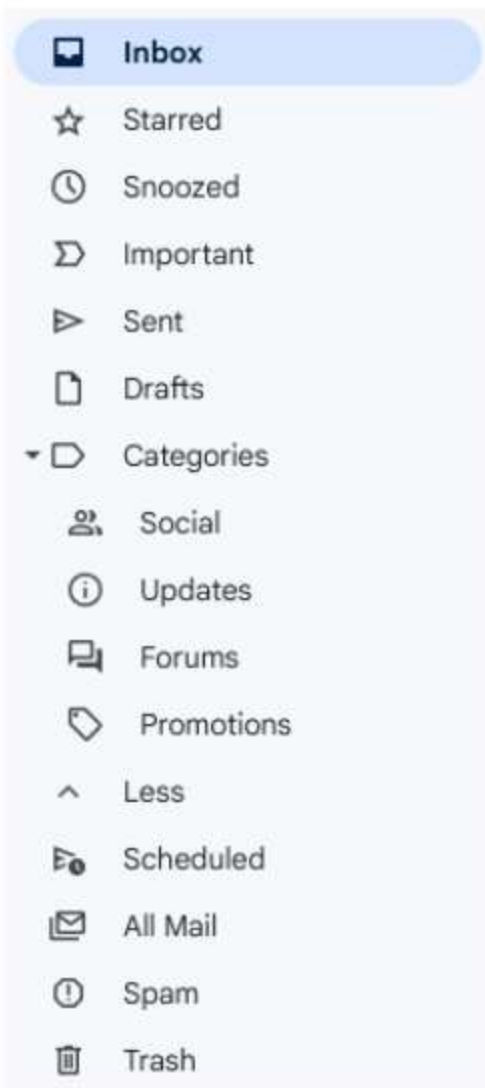 Inbox
Starred
Snoozed
Important
Sent
Drafts
Categories
Social
Updates
Forums
Promotions
Less
Scheduled
All Mail
Spam
Trash